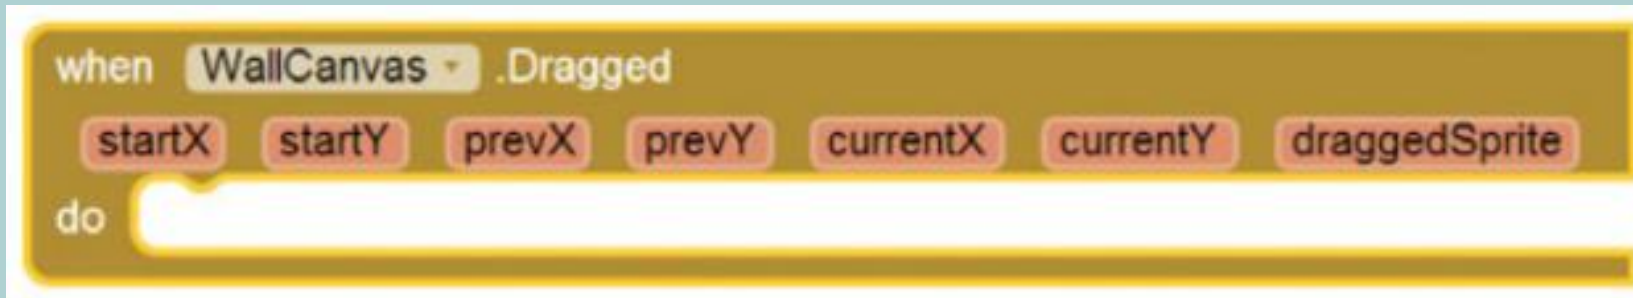 when WallCanvas .Dragged
startX startY prevX prevY currentX currentY draggedSprite
do